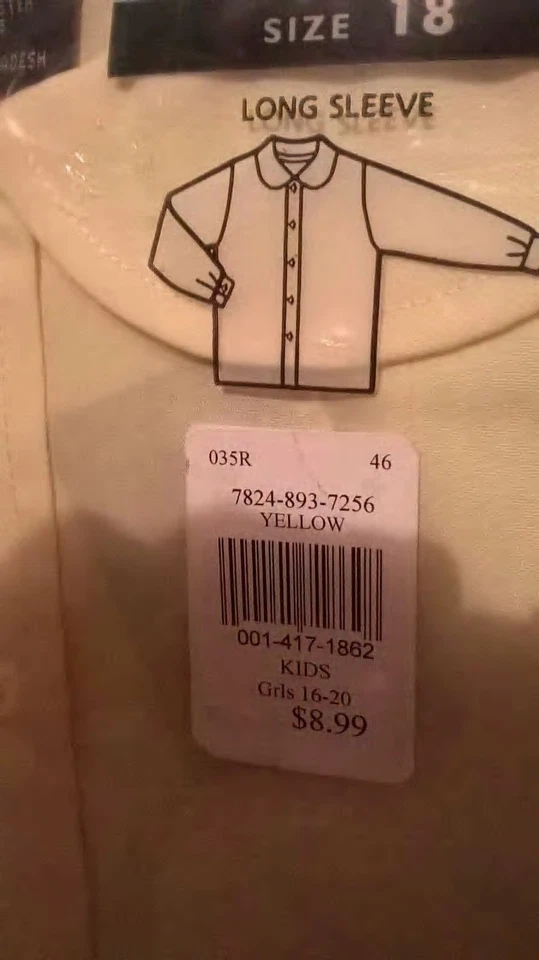 SIZE 18
LONG SLEEVE
035R 46
7824-893-7256
YELLOW
001-417-1862
KIDS
Grls 16-20
$8.99